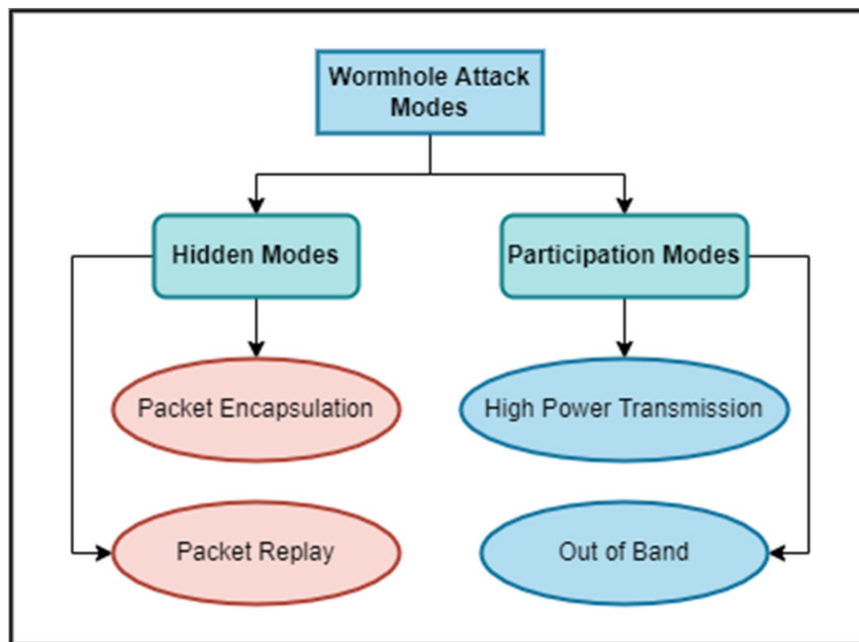 Wormhole Attack
Modes
Hidden Modes
Participation Modes
Packet Encapsulation
High Power Transmission
Packet Replay
Out of Band